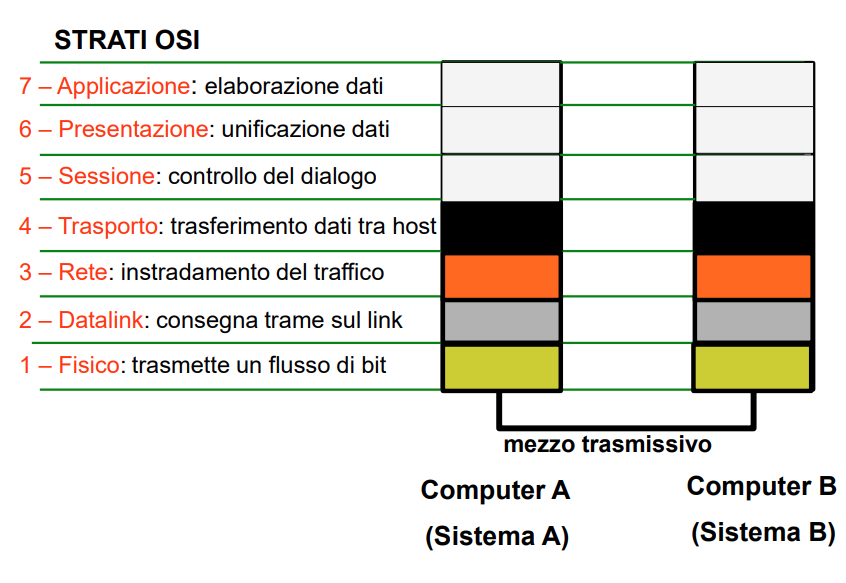 STRATI OSI
7 – Applicazione: elaborazione dati
6 – Presentazione: unificazione dati
5 – Sessione: controllo del dialogo
4 – Trasporto: trasferimento dati tra host
3 – Rete: instradamento del traffico
2 – Datalink: consegna trame sul link
1 – Fisico: trasmette un flusso di bit
mezzo trasmissivo
Computer A
(Sistema A)
Computer B
(Sistema B)